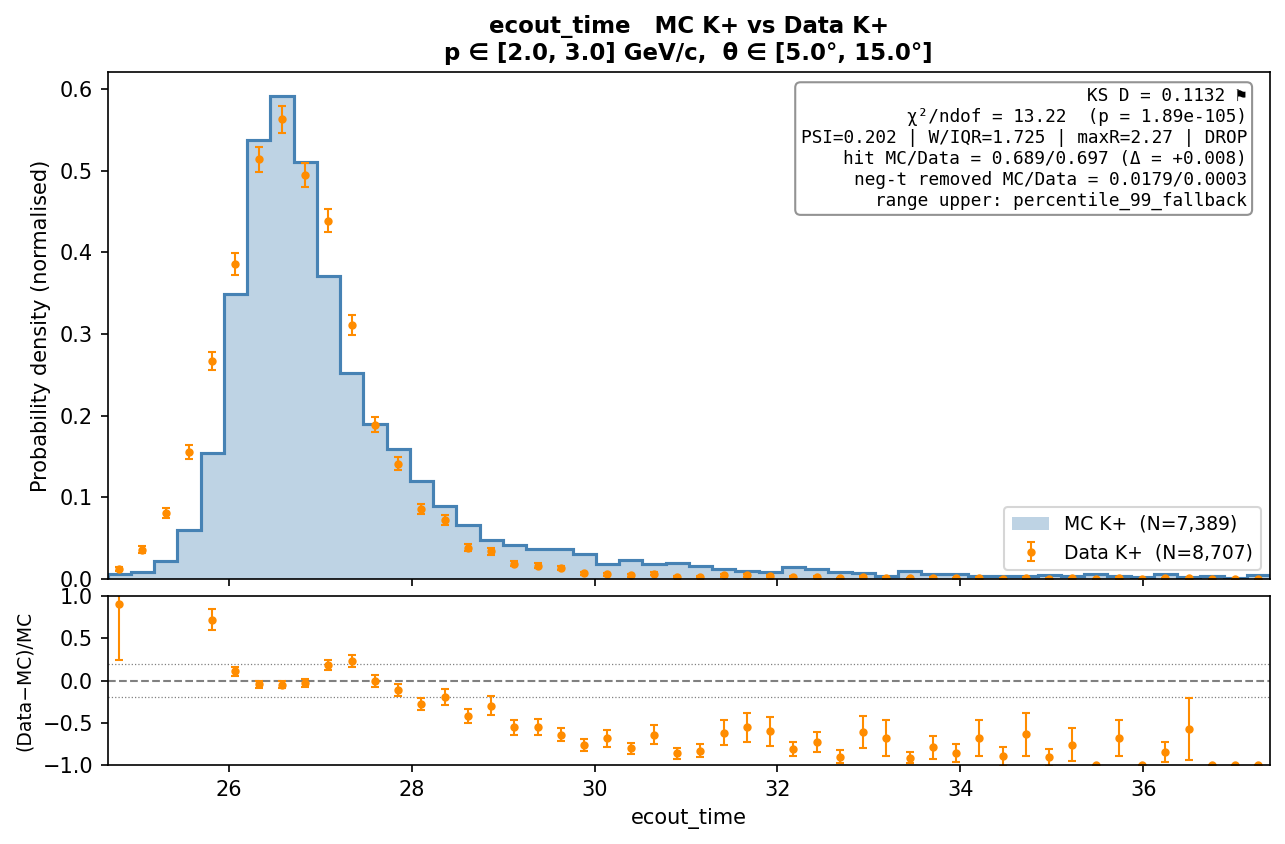 ecout_time   MC K+ vs Data K+
p ∈ [2.0, 3.0] GeV/c,  θ ∈ [5.0°, 15.0°]
KS D = 0.1132 ⚑
χ²/ndof = 13.22  (p = 1.89e-105)
PSI=0.202 | W/IQR=1.725 | maxR=2.27 | DROP
hit MC/Data = 0.689/0.697 (Δ = +0.008)
neg-t removed MC/Data = 0.0179/0.0003
range upper: percentile_99_fallback
Probability density (normalised)
0.6
0.5
0.4
0.3
0.2
0.1
0.0
MC K+  (N=7,389)
Data K+  (N=8,707)
(Data−MC)/MC
1.0
0.5
0.0
−0.5
−1.0
26 28 30 32 34 36
ecout_time